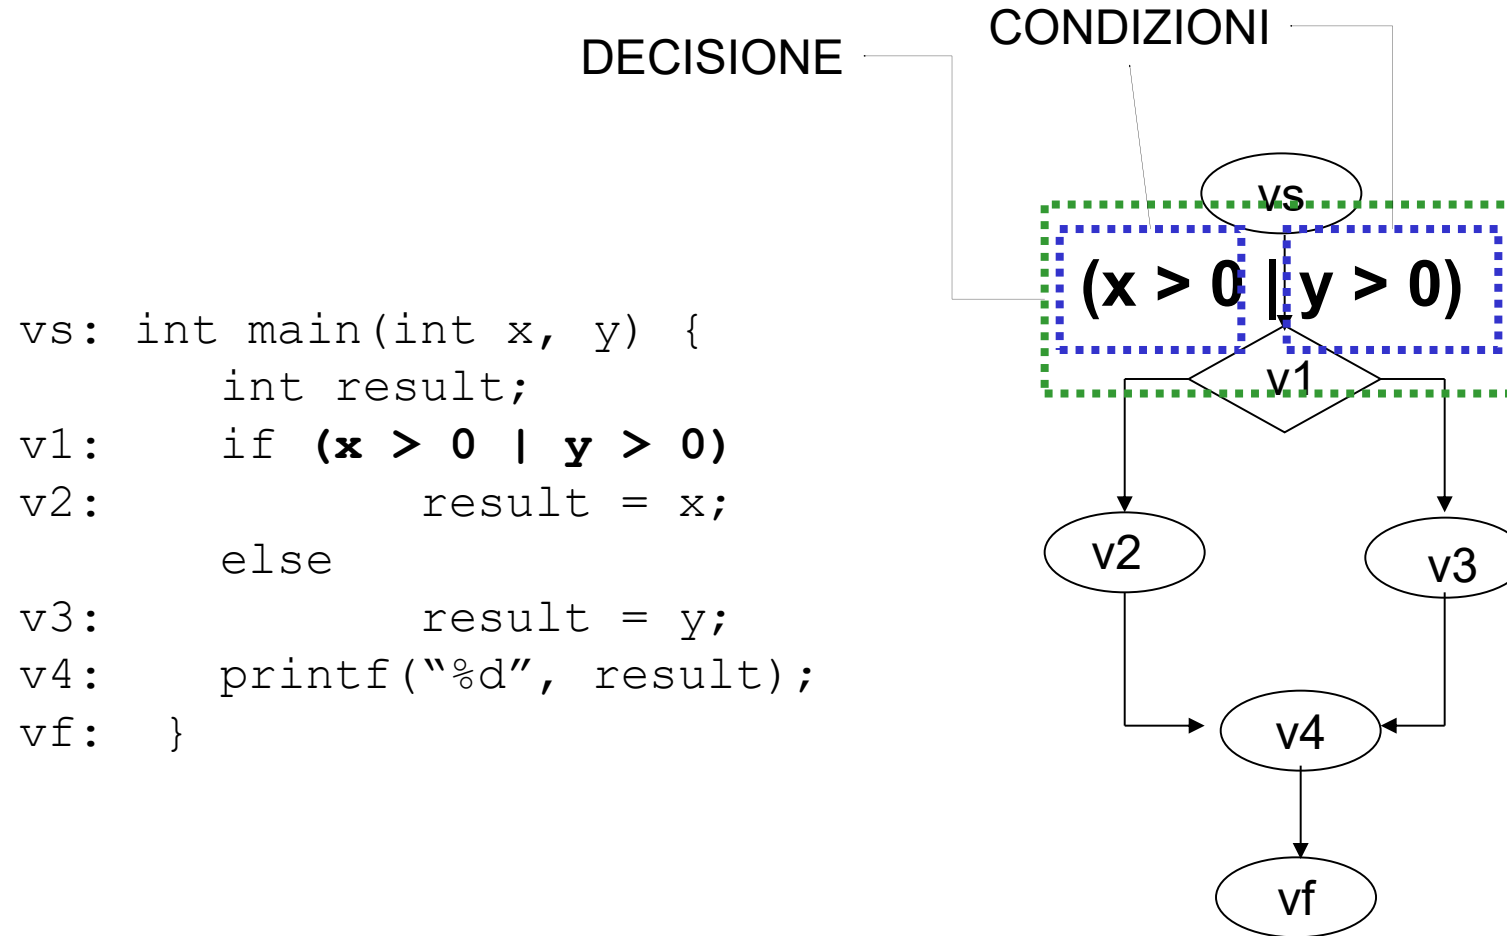 DECISIONE
CONDIZIONI
vs: int main(int x, y) {
int result;
v1: if (x > 0 | y > 0)
v2: result = x;
else
v3: result = y;
v4: printf(“%d”, result);
vf: }
vs
(x > 0 | y > 0)
v1
v2
v3
v4
vf